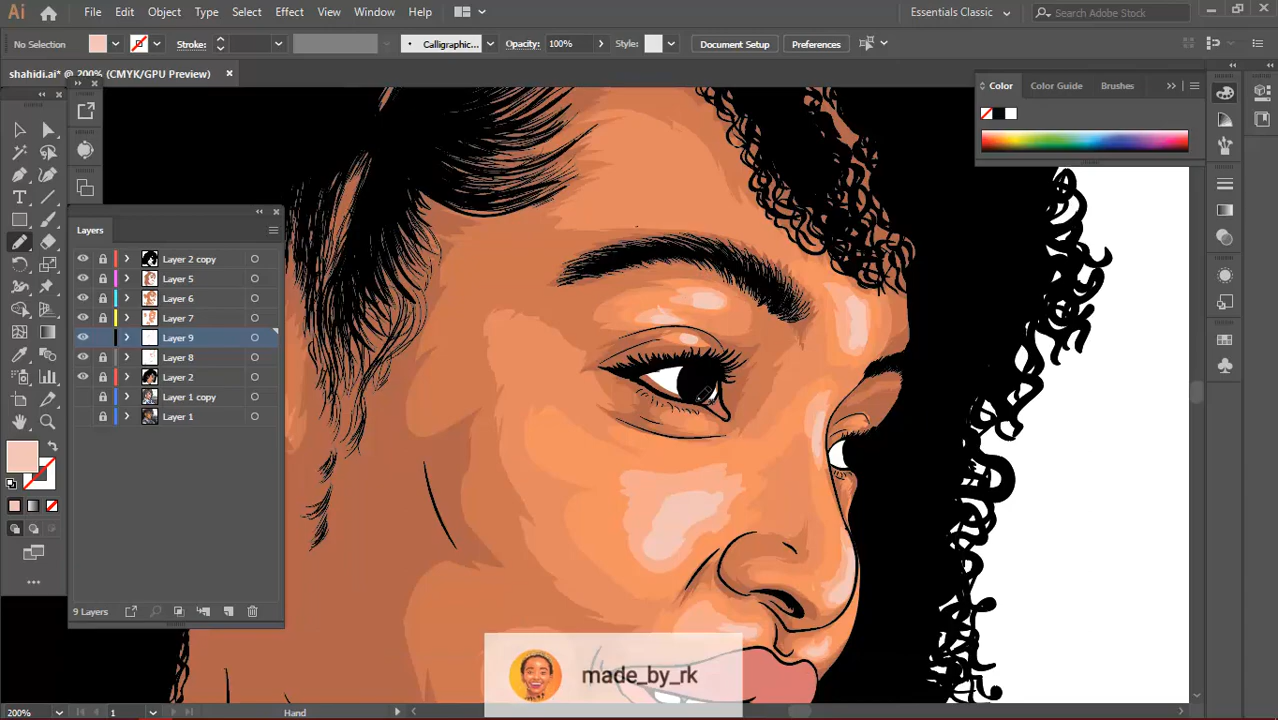 Ai File Edit Object Type Select Effect View Window Help Essentials Classic Search Adobe Stock
No Selection Stroke: Calligraphic... Opacity: 100% Style: Document Setup Preferences
shahidi.ai* @ 200% (CMYK/GPU Preview)
Color Color Guide Brushes
Layers
Layer 2 copy
Layer 5
Layer 6
Layer 7
Layer 9
Layer 8
Layer 2
Layer 1 copy
Layer 1
9 Layers
made_by_rk
200% 1 Hand